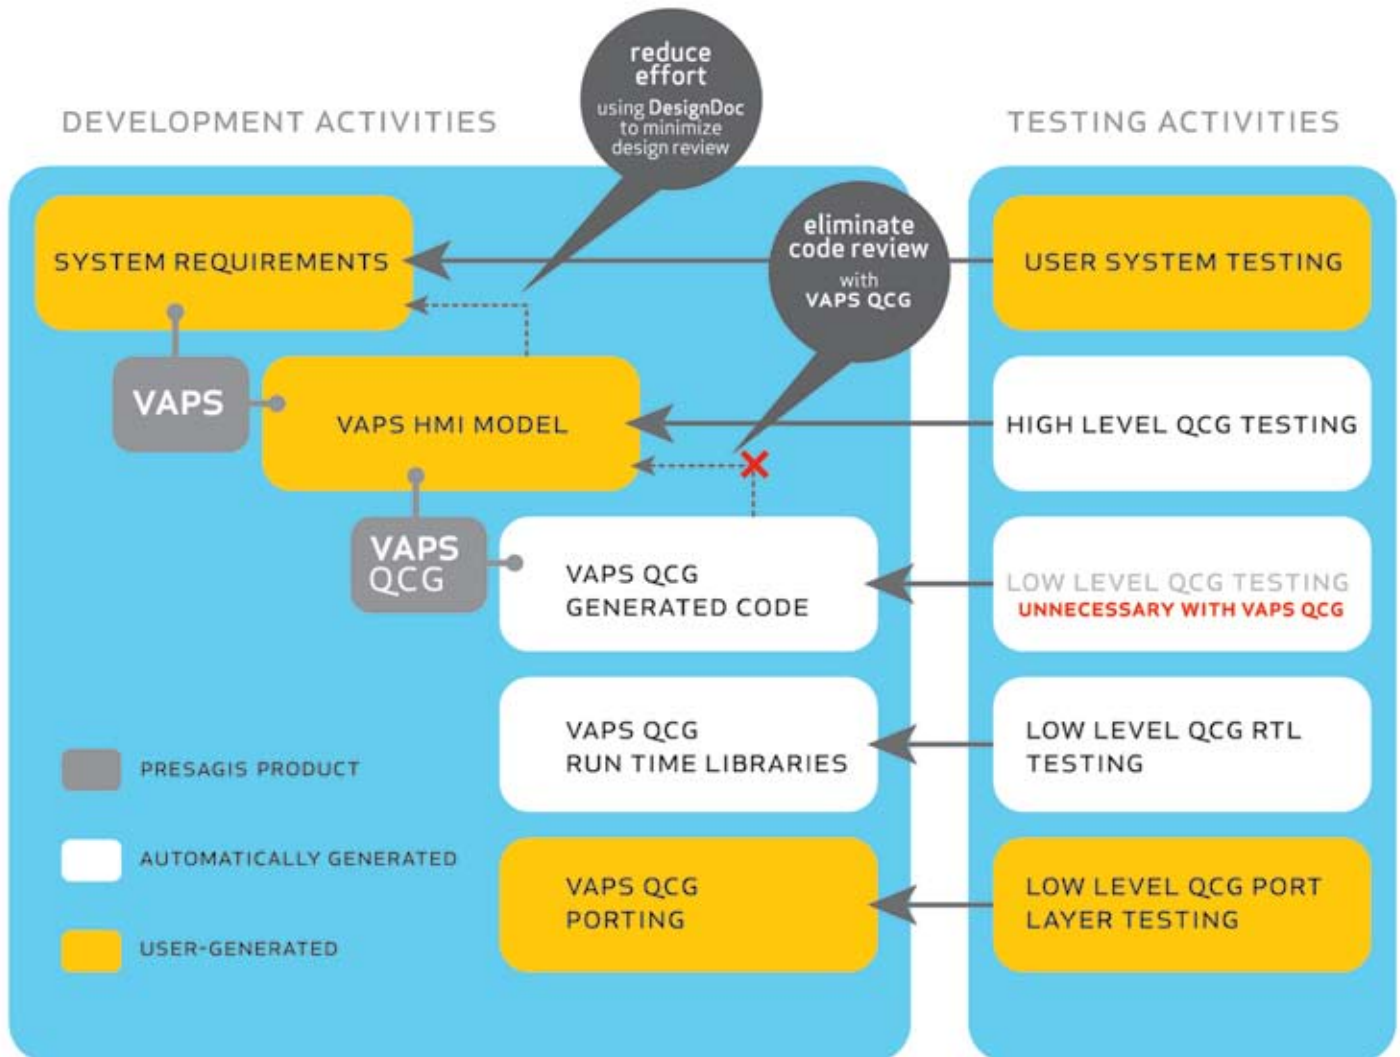 reduce
effort
using DesignDoc
to minimize
design review
DEVELOPMENT ACTIVITIES
TESTING ACTIVITIES
eliminate
code review
with
VAPS QCG
SYSTEM REQUIREMENTS
USER SYSTEM TESTING
VAPS
VAPS HMI MODEL
HIGH LEVEL QCG TESTING
VAPS
QCG
VAPS QCG
GENERATED CODE
LOW LEVEL QCG TESTING
UNNECESSARY WITH VAPS QCG
VAPS QCG
RUN TIME LIBRARIES
LOW LEVEL QCG RTL
TESTING
PRESAGIS PRODUCT
AUTOMATICALLY GENERATED
USER-GENERATED
VAPS QCG
PORTING
LOW LEVEL QCG PORT
LAYER TESTING